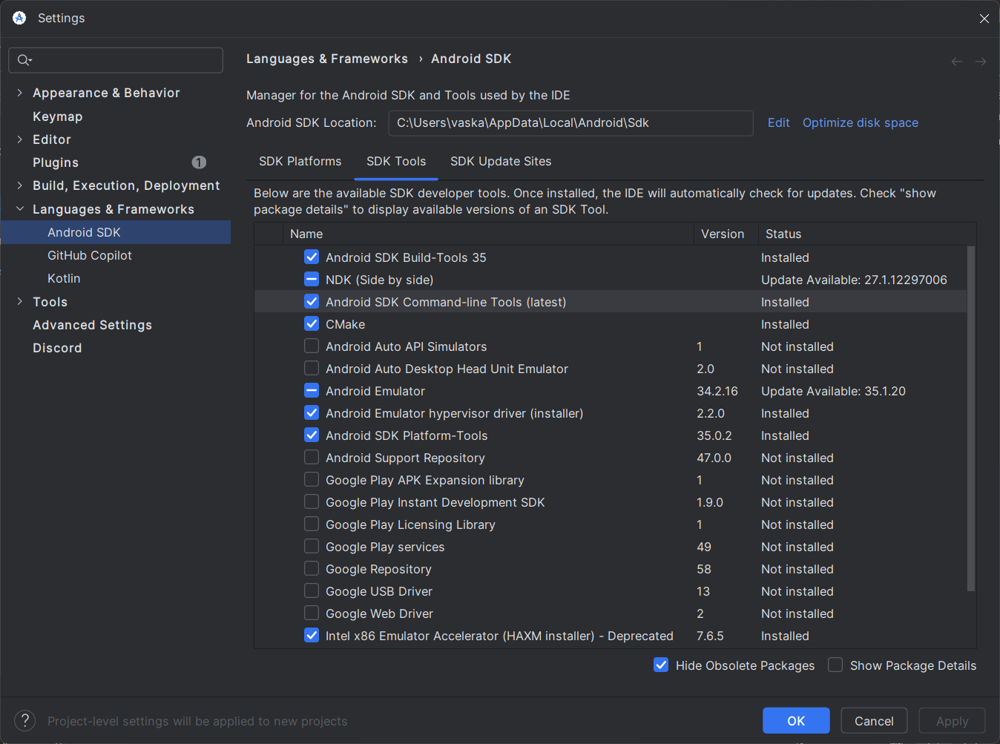 Settings
Languages & Frameworks › Android SDK
Appearance & Behavior
Keymap
Editor
Plugins 1
Build, Execution, Deployment
Languages & Frameworks
Android SDK
GitHub Copilot
Kotlin
Tools
Advanced Settings
Discord
Manager for the Android SDK and Tools used by the IDE
Android SDK Location: C:\Users\vaska\AppData\Local\Android\Sdk Edit Optimize disk space
SDK Platforms SDK Tools SDK Update Sites
Below are the available SDK developer tools. Once installed, the IDE will automatically check for updates. Check "show
package details" to display available versions of an SDK Tool.
Name Version Status
Android SDK Build-Tools 35 Installed
NDK (Side by side) Update Available: 27.1.12297006
Android SDK Command-line Tools (latest) Installed
CMake Installed
Android Auto API Simulators 1 Not installed
Android Auto Desktop Head Unit Emulator 2.0 Not installed
Android Emulator 34.2.16 Update Available: 35.1.20
Android Emulator hypervisor driver (installer) 2.2.0 Installed
Android SDK Platform-Tools 35.0.2 Installed
Android Support Repository 47.0.0 Not installed
Google Play APK Expansion library 1 Not installed
Google Play Instant Development SDK 1.9.0 Not installed
Google Play Licensing Library 1 Not installed
Google Play services 49 Not installed
Google Repository 58 Not installed
Google USB Driver 13 Not installed
Google Web Driver 2 Not installed
Intel x86 Emulator Accelerator (HAXM installer) - Deprecated 7.6.5 Installed
Hide Obsolete Packages Show Package Details
? Project-level settings will be applied to new projects OK Cancel Apply